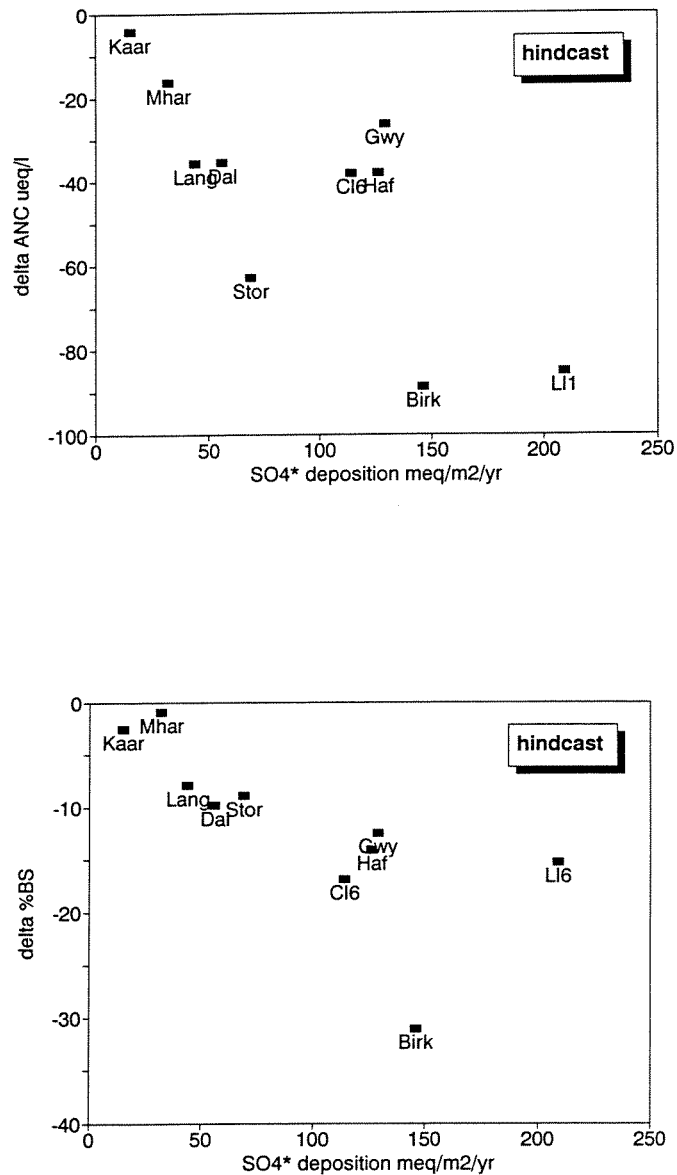 0
Kaar
hindcast
Mhar
-20
Gwy
Lang
Dal
Cl6
Haf
-40
delta ANC ueq/l
-60
Stor
-80
Ll1
Birk
-100
0 50 100 150 200 250
SO4* deposition meq/m2/yr
0
Mhar
Kaar
hindcast
Lang
Stor
Dal
-10
Gwy
Haf
Ll6
Cl6
delta %BS
-20
-30
Birk
-40
0 50 100 150 200 250
SO4* deposition meq/m2/yr